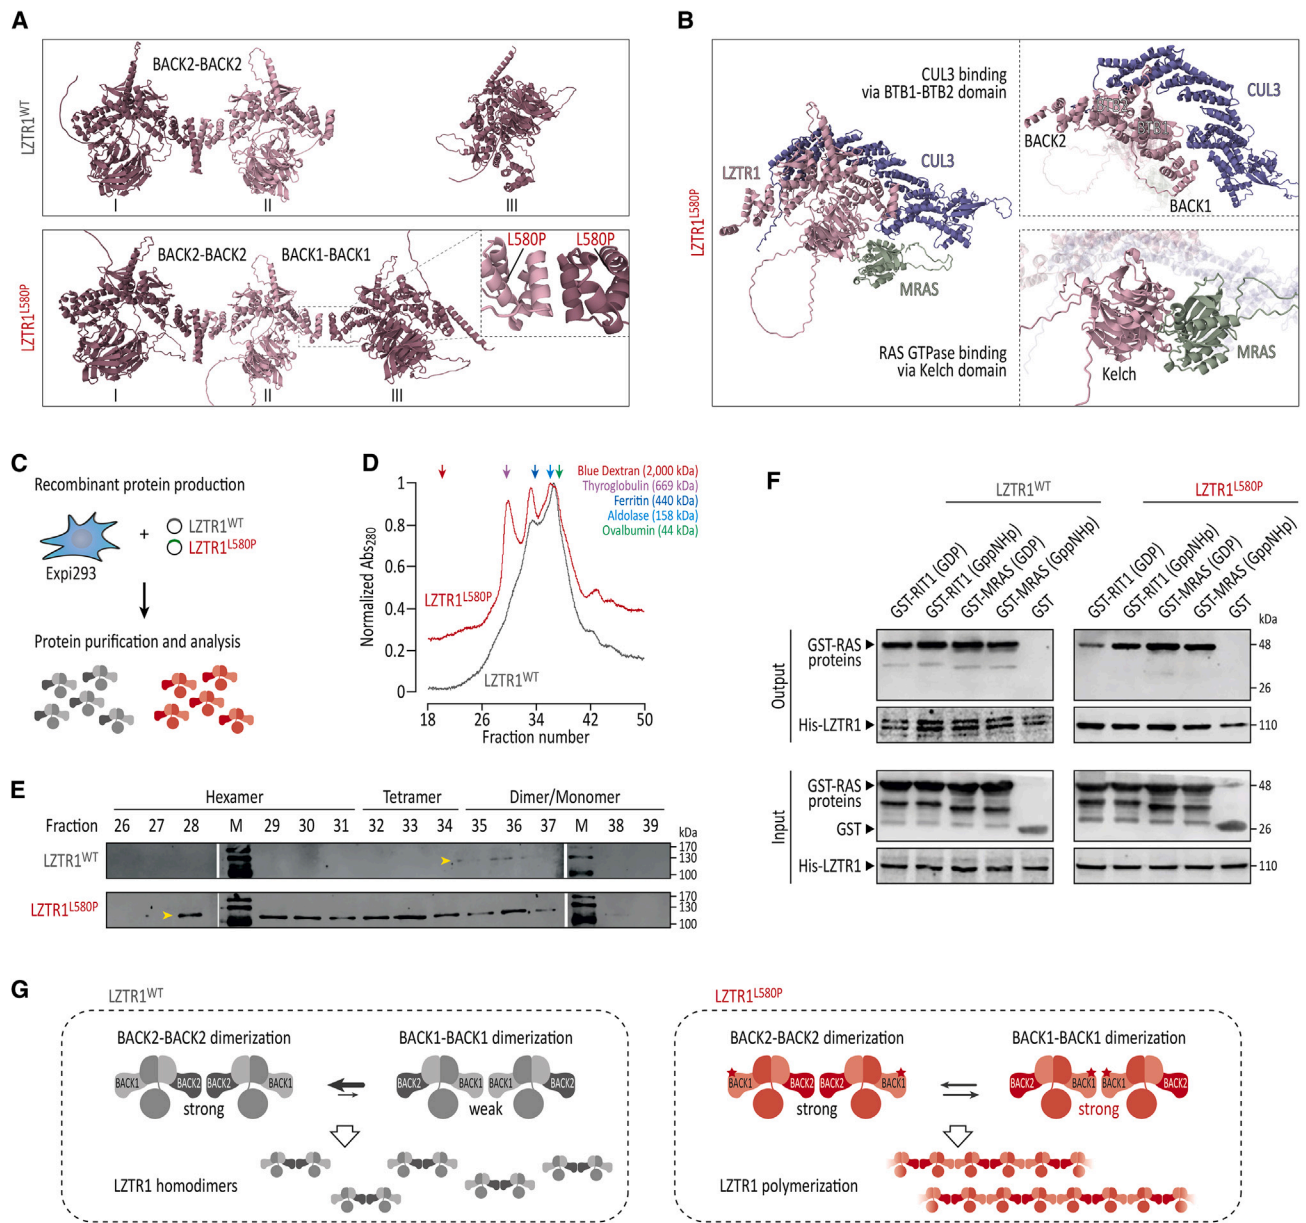 A
LZTR1WT
BACK2-BACK2
I
II
III
LZTR1L580P
BACK2-BACK2
BACK1-BACK1
L580P
L580P
I
II
III
B
LZTR1L580P
CUL3 binding
via BTB1-BTB2 domain
LZTR1
CUL3
MRAS
RAS GTPase binding
via Kelch domain
BTB2
BTB1
CUL3
BACK2
BACK1
MRAS
Kelch
C
Recombinant protein production
+
LZTR1WT
LZTR1L580P
Expi293
Protein purification and analysis
D
Blue Dextran (2,000 kDa)
Thyroglobulin (669 kDa)
Ferritin (440 kDa)
Aldolase (158 kDa)
Ovalbumin (44 kDa)
Normalized Abs280
1
0.8
0.6
0.4
0.2
0
LZTR1L580P
LZTR1WT
18 26 34 42 50
Fraction number
E
Hexamer Tetramer Dimer/Monomer
Fraction 26 27 28 M 29 30 31 32 33 34 35 36 37 M 38 39
kDa
LZTR1WT
170
130
100
LZTR1L580P
170
130
100
F
LZTR1WT
LZTR1L580P
GST-RIT1 (GDP)
GST-RIT1 (GppNHp)
GST-MRAS (GDP)
GST-MRAS (GppNHp)
GST
GST-RIT1 (GDP)
GST-RIT1 (GppNHp)
GST-MRAS (GDP)
GST-MRAS (GppNHp)
GST
kDa
Output
GST-RAS
proteins
48
26
His-LZTR1
110
Input
GST-RAS
proteins
48
GST
26
His-LZTR1
110
G
LZTR1WT
BACK2-BACK2 dimerization
BACK1-BACK1 dimerization
BACK1 BACK2 BACK2 BACK1
BACK2 BACK1 BACK1 BACK2
strong
weak
LZTR1 homodimers
LZTR1L580P
BACK2-BACK2 dimerization
BACK1-BACK1 dimerization
BACK1 BACK2 BACK2 BACK1
BACK2 BACK1 BACK1 BACK2
strong
strong
LZTR1 polymerization